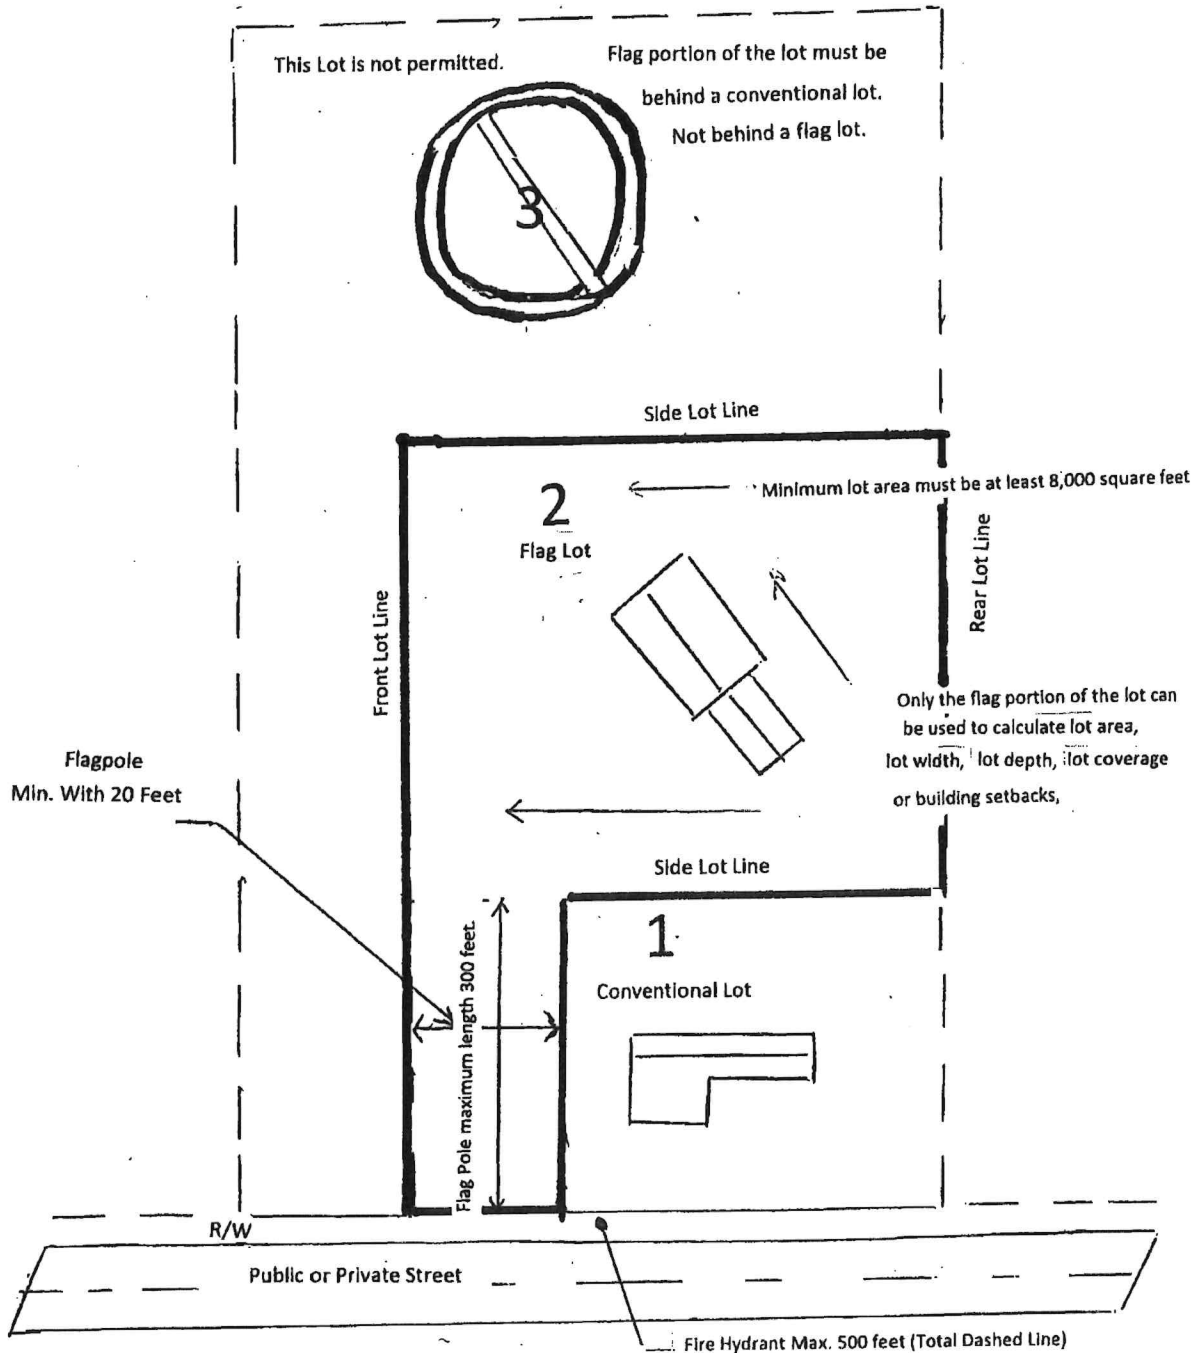 This Lot is not permitted.
Flag portion of the lot must be
behind a conventional lot.
Not behind a flag lot.
3
Side Lot Line
Minimum lot area must be at least 8,000 square feet
2
Flag Lot
Front Lot Line
Rear Lot Line
Only the flag portion of the lot can
be used to calculate lot area,
lot width, lot depth, lot coverage
or building setbacks,
Flagpole
Min. With 20 Feet
Side Lot Line
1
Conventional Lot
Flag Pole maximum length 300 feet.
R/W
Public or Private Street
Fire Hydrant Max. 500 feet (Total Dashed Line)